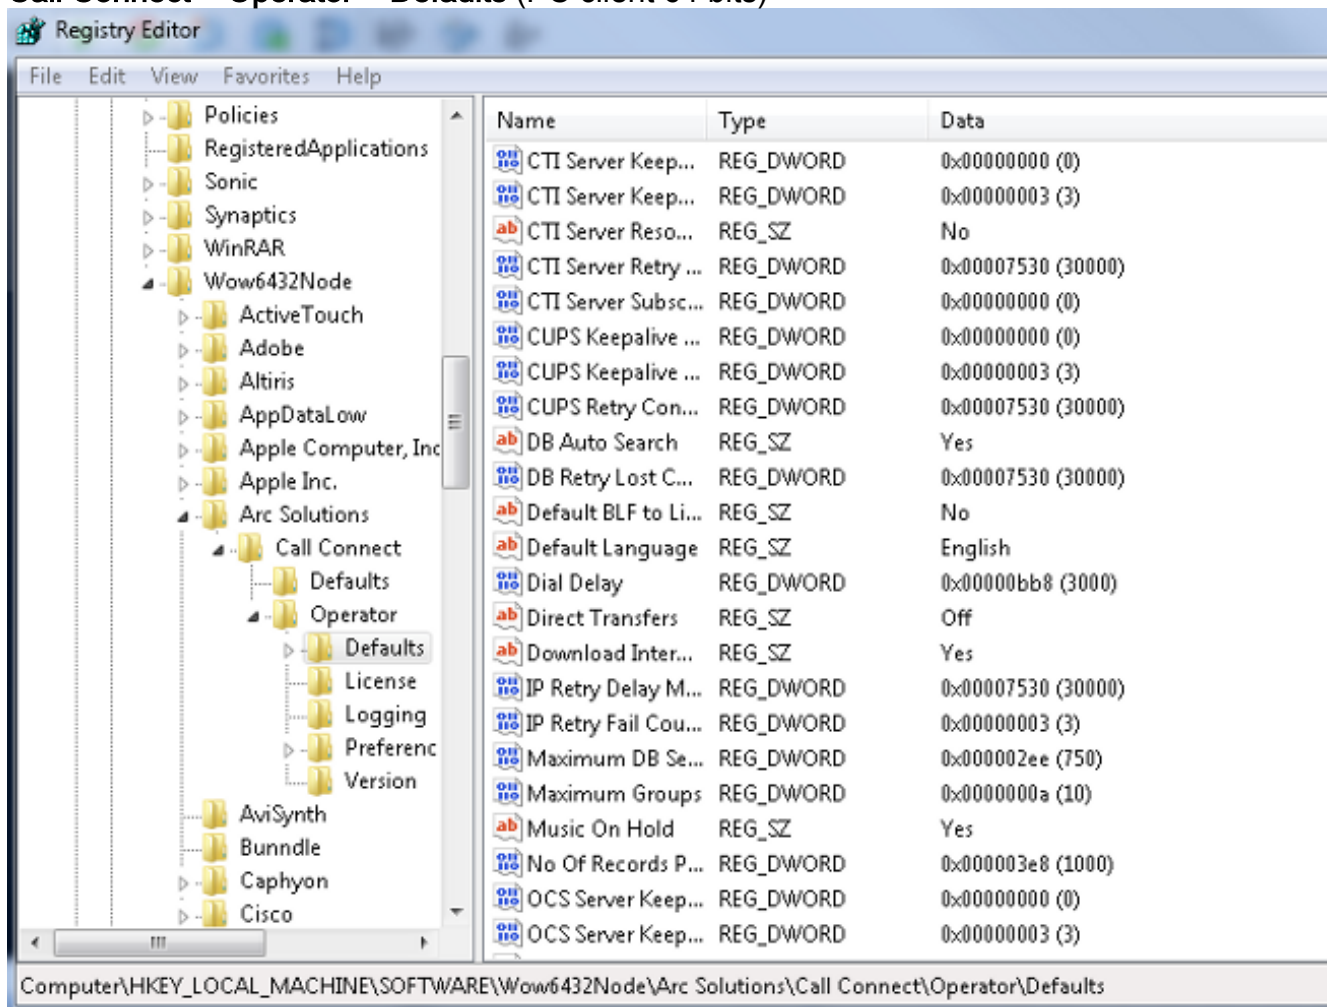 Call Connect > Operator > Defaults (PC client 64 bits)
Registry Editor
File Edit View Favorites Help
Policies
RegisteredApplications
Sonic
Synaptics
WinRAR
Wow6432Node
ActiveTouch
Adobe
Altiris
AppDataLow
Apple Computer, Inc
Apple Inc.
Arc Solutions
Call Connect
Defaults
Operator
Defaults
License
Logging
Preferenc
Version
AviSynth
Bunndle
Caphyon
Cisco
Name Type Data
CTI Server Keep... REG_DWORD 0x00000000 (0)
CTI Server Keep... REG_DWORD 0x00000003 (3)
CTI Server Reso... REG_SZ No
CTI Server Retry ... REG_DWORD 0x00007530 (30000)
CTI Server Subsc... REG_DWORD 0x00000000 (0)
CUPS Keepalive ... REG_DWORD 0x00000000 (0)
CUPS Keepalive ... REG_DWORD 0x00000003 (3)
CUPS Retry Con... REG_DWORD 0x00007530 (30000)
DB Auto Search REG_SZ Yes
DB Retry Lost C... REG_DWORD 0x00007530 (30000)
Default BLF to Li... REG_SZ No
Default Language REG_SZ English
Dial Delay REG_DWORD 0x00000bb8 (3000)
Direct Transfers REG_SZ Off
Download Inter... REG_SZ Yes
IP Retry Delay M... REG_DWORD 0x00007530 (30000)
IP Retry Fail Cou... REG_DWORD 0x00000003 (3)
Maximum DB Se... REG_DWORD 0x000002ee (750)
Maximum Groups REG_DWORD 0x0000000a (10)
Music On Hold REG_SZ Yes
No Of Records P... REG_DWORD 0x000003e8 (1000)
OCS Server Keep... REG_DWORD 0x00000000 (0)
OCS Server Keep... REG_DWORD 0x00000003 (3)
Computer\HKEY_LOCAL_MACHINE\SOFTWARE\Wow6432Node\Arc Solutions\Call Connect\Operator\Defaults